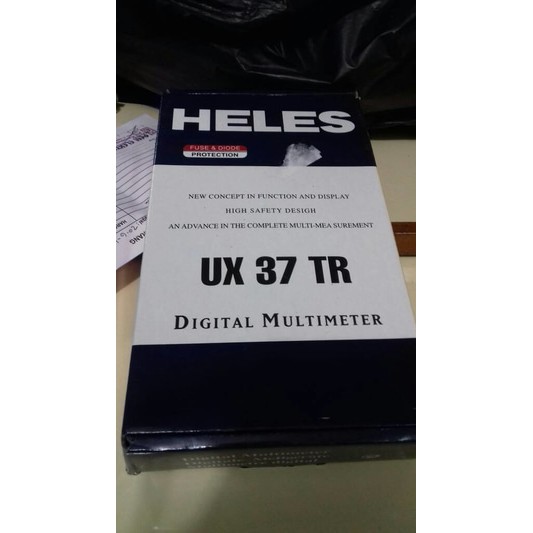 HELES
FUSE & DIODE
PROTECTION
NEW CONCEPT IN FUNCTION AND DISPLAY
HIGH SAFETY DESIGH
AN ADVANCE IN THE COMPLETE MULTI-MEA SUREMENT
UX 37 TR
DIGITAL MULTIMETER